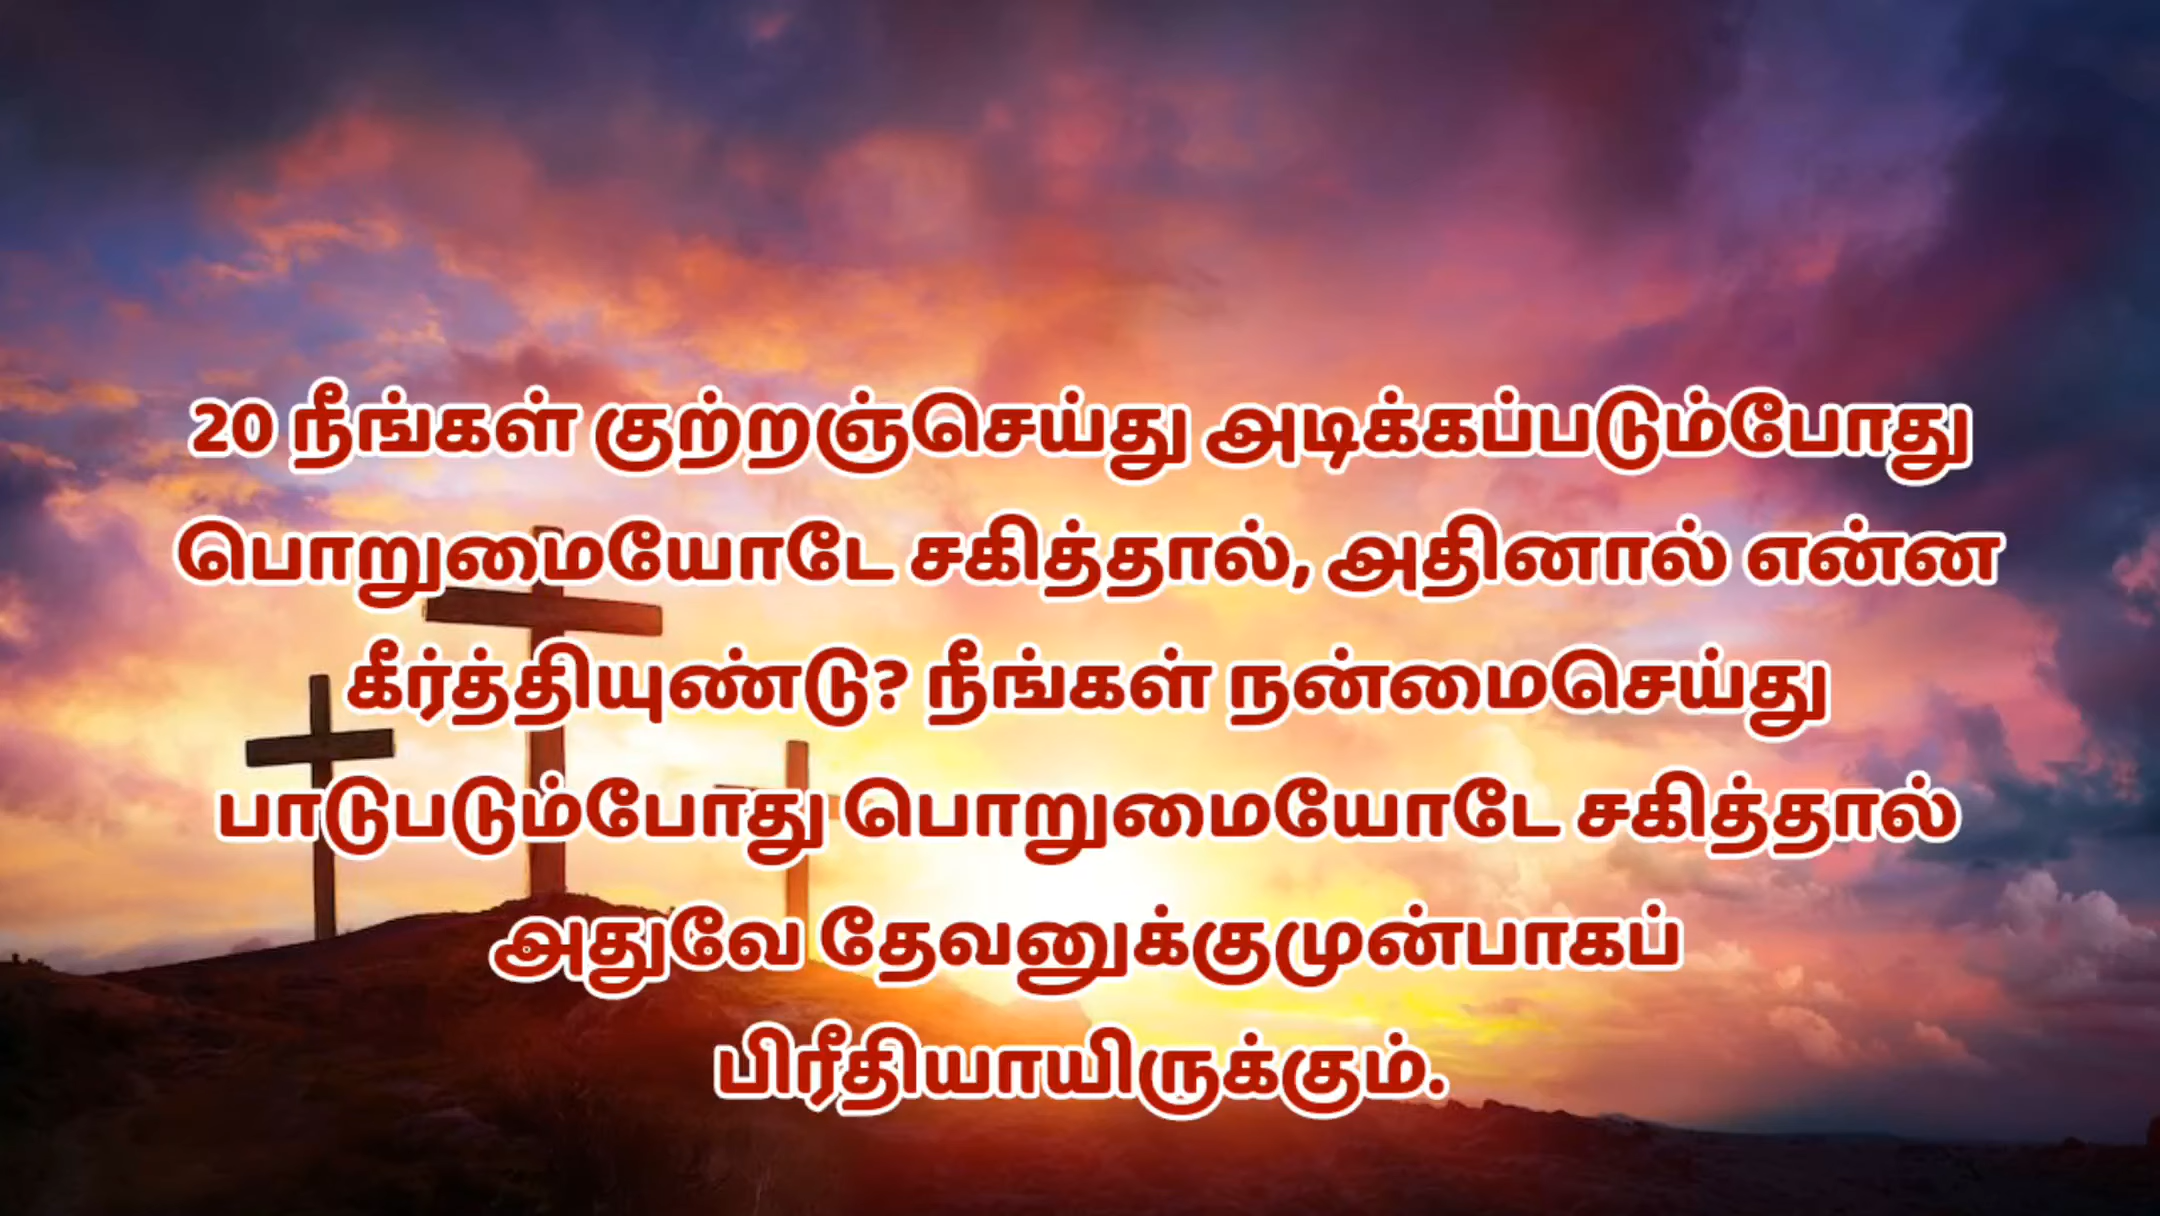 20 நீங்கள் குற்றஞ்செய்து அடிக்கப்படும்போது
பொறுமையோடே சகித்தால், அதினால் என்ன
கீர்த்தியுண்டு? நீங்கள் நன்மைசெய்து
பாடுபடும்போது பொறுமையோடே சகித்தால்
அதுவே தேவனுக்குமுன்பாகப்
பிரீதியாயிருக்கும்.